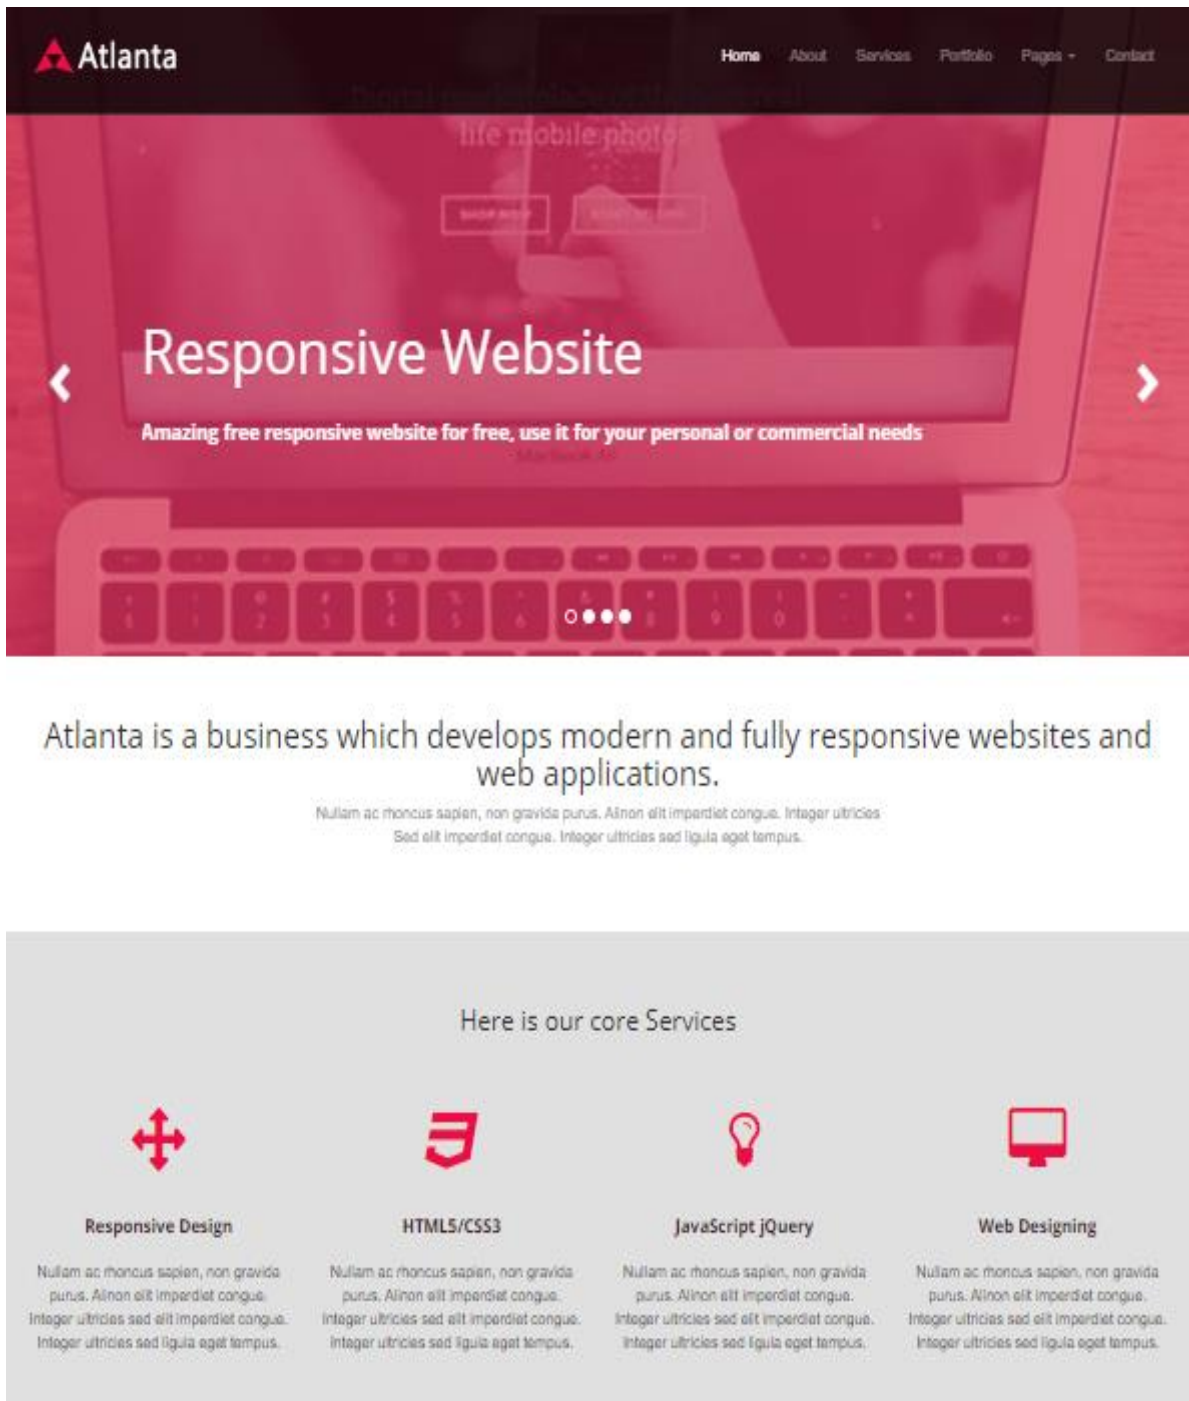 Atlanta
Home About Services Portfolio Pages Contact
life mobile photos
Responsive Website
Amazing free responsive website for free, use it for your personal or commercial needs
Atlanta is a business which develops modern and fully responsive websites and
web applications.
Nullam ac rhoncus sapien, non gravida purus. Alinon elit imperdiet congue. Integer ultricies
Sed elit imperdiet congue. Integer ultricies sed ligula eget tempus.
Here is our core Services
Responsive Design
Nullam ac rhoncus sapien, non gravida
purus. Alinon elit imperdiet congue.
Integer ultricies sed elit imperdiet congue.
Integer ultricies sed ligula eget tempus.
HTML5/CSS3
Nullam ac rhoncus sapien, non gravida
purus. Alinon elit imperdiet congue.
Integer ultricies sed elit imperdiet congue.
Integer ultricies sed ligula eget tempus.
JavaScript jQuery
Nullam ac rhoncus sapien, non gravida
purus. Alinon elit imperdiet congue.
Integer ultricies sed elit imperdiet congue.
Integer ultricies sed ligula eget tempus.
Web Designing
Nullam ac rhoncus sapien, non gravida
purus. Alinon elit imperdiet congue.
Integer ultricies sed elit imperdiet congue.
Integer ultricies sed ligula eget tempus.